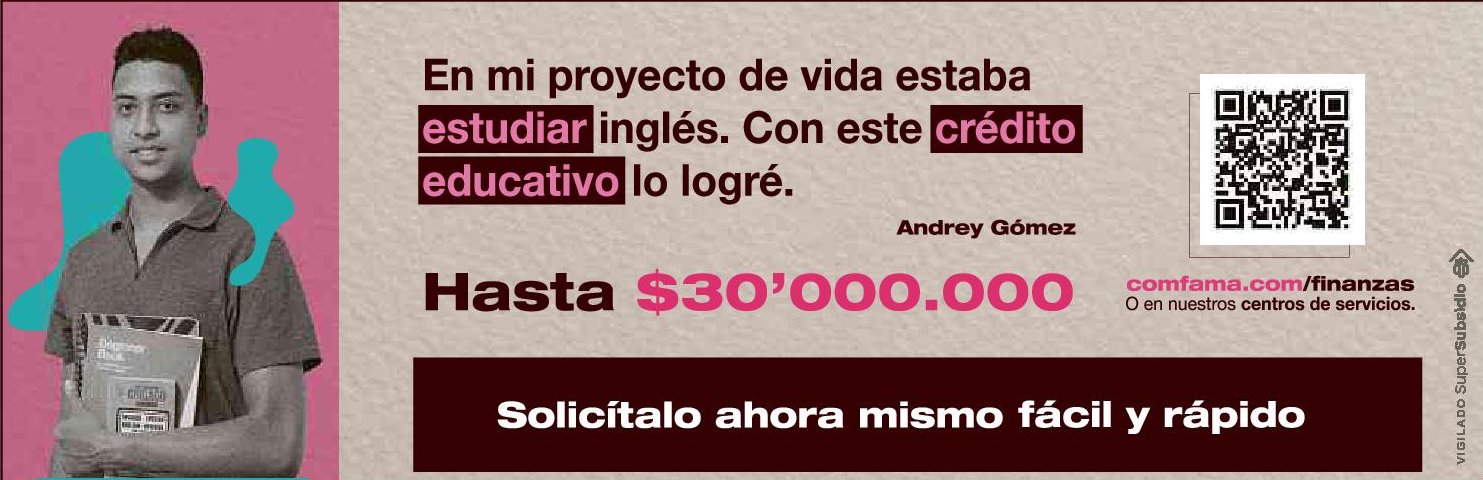 En mi proyecto de vida estaba
estudiar inglés. Con este crédito
educativo lo logré.
Andrey Gómez
Hasta $30’000.000
comfama.com/finanzas
O en nuestros centros de servicios.
Solicítalo ahora mismo fácil y rápido
VIGILADO SuperSubsidio